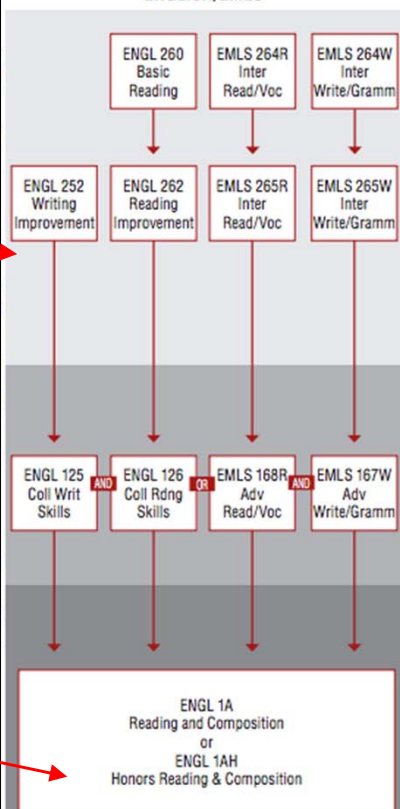 ENGL 260
Basic
Reading
EMLS 264R
Inter
Read/Voc
EMLS 264W
Inter
Write/Gramm
ENGL 252
Writing
Improvement
ENGL 262
Reading
Improvement
EMLS 265R
Inter
Read/Voc
EMLS 265W
Inter
Write/Gramm
ENGL 125
Coll Writ
Skills
AND
ENGL 126
Coll Rdng
Skills
OR
EMLS 168R
Adv
Read/Voc
AND
EMLS 167W
Adv
Write/Gramm
ENGL 1A
Reading and Composition
or
ENGL 1AH
Honors Reading & Composition